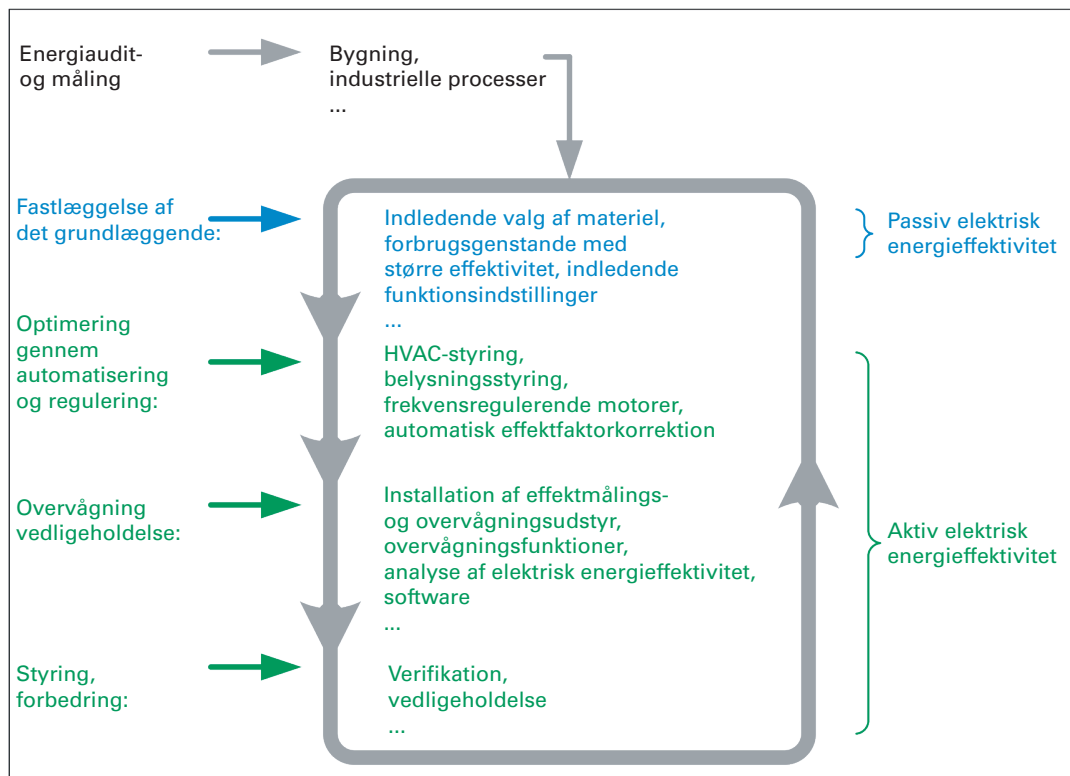 Energiaudit-
og måling
Bygning,
industrielle processer
...
Fastlæggelse af
det grundlæggende:
Indledende valg af materiel,
forbrugsgenstande med
større effektivitet, indledende
funktionsindstillinger
...
Passiv elektrisk
energieffektivitet
Optimering
gennem
automatisering
og regulering:
HVAC-styring,
belysningsstyring,
frekvensregulerende motorer,
automatisk effektfaktorkorrektion
Overvågning
vedligeholdelse:
Installation af effektmålings-
og overvågningsudstyr,
overvågningsfunktioner,
analyse af elektrisk energieffektivitet,
software
...
Aktiv elektrisk
energieffektivitet
Styring,
forbedring:
Verifikation,
vedligeholdelse
...